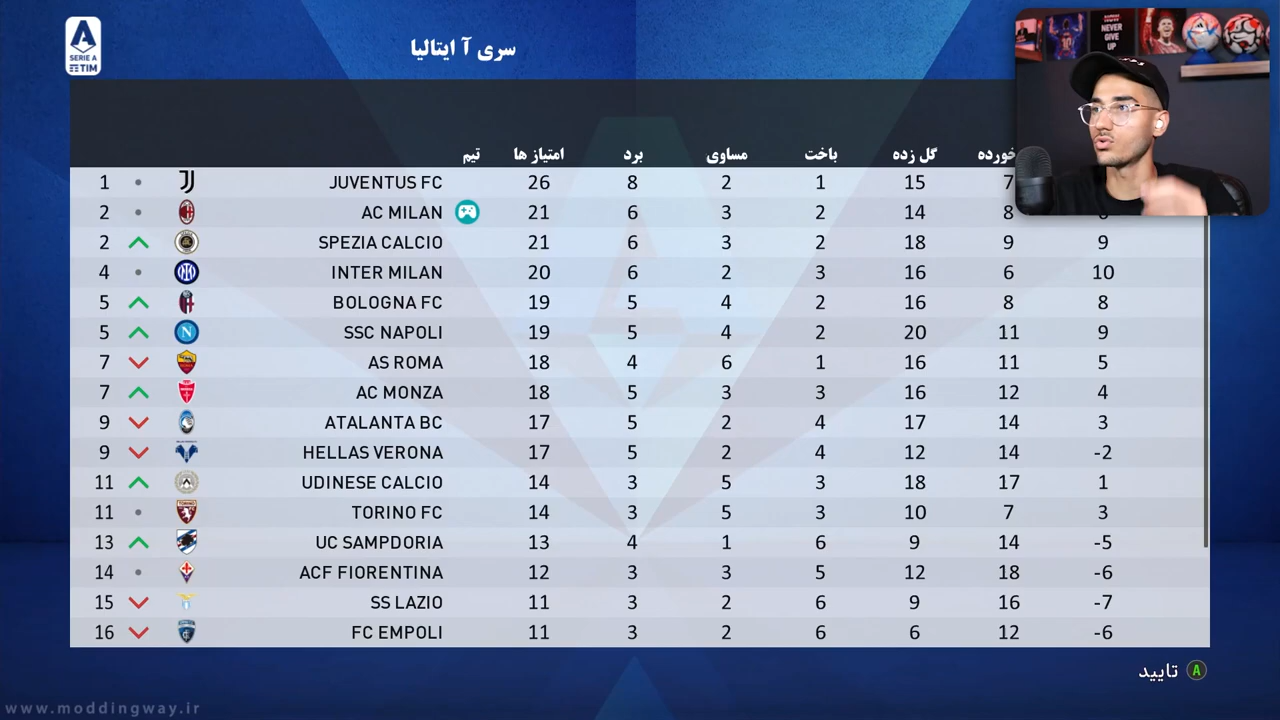 سری آ ایتالیا
SERIE A
TIM
NEVER
GIVE
UP
10
تیم امتیاز ها برد مساوی باخت گل زده خورده
1 JUVENTUS FC 26 8 2 1 15 7
2 AC MILAN 21 6 3 2 14 8
2 SPEZIA CALCIO 21 6 3 2 18 9 9
4 INTER MILAN 20 6 2 3 16 6 10
5 BOLOGNA FC 19 5 4 2 16 8 8
5 SSC NAPOLI 19 5 4 2 20 11 9
7 AS ROMA 18 4 6 1 16 11 5
7 AC MONZA 18 5 3 3 16 12 4
9 ATALANTA BC 17 5 2 4 17 14 3
9 HELLAS VERONA 17 5 2 4 12 14 -2
11 UDINESE CALCIO 14 3 5 3 18 17 1
11 TORINO FC 14 3 5 3 10 7 3
13 UC SAMPDORIA 13 4 1 6 9 14 -5
14 ACF FIORENTINA 12 3 3 5 12 18 -6
15 SS LAZIO 11 3 2 6 9 16 -7
16 FC EMPOLI 11 3 2 6 6 12 -6
تایید A
www.moddingway.ir